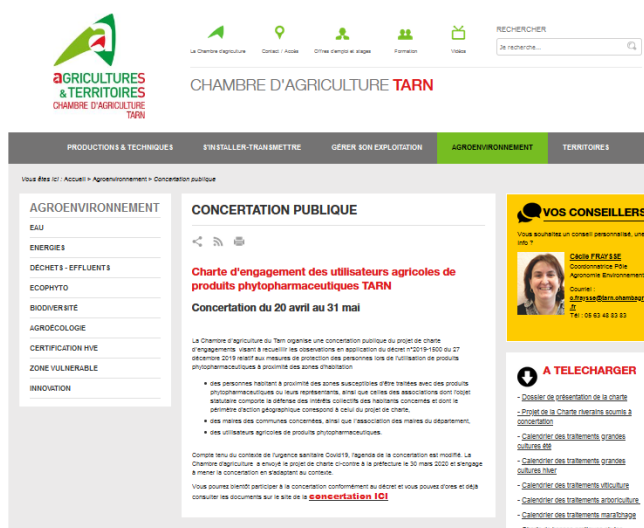 aGRICULTURES
& TERRITOIRES
CHAMBRE D'AGRICULTURE
TARN
La Chambre d'agriculture
Contact / Accès
Offres d'emploi et stages
Formation
Vidéos
RECHERCHER
Je recherche...
CHAMBRE D'AGRICULTURE TARN
PRODUCTIONS & TECHNIQUES
S'INSTALLER-TRANSMETTRE
GÉRER SON EXPLOITATION
AGROENVIRONNEMENT
TERRITOIRES
Vous êtes ici : Accueil > Agroenvironnement > Concertation publique
AGROENVIRONNEMENT
EAU
ENERGIES
DÉCHETS - EFFLUENTS
ECOPHYTO
BIODIVERSITÉ
AGROÉCOLOGIE
CERTIFICATION HVE
ZONE VULNERABLE
INNOVATION
CONCERTATION PUBLIQUE
Charte d'engagement des utilisateurs agricoles de
produits phytopharmaceutiques TARN
Concertation du 20 avril au 31 mai
La Chambre d'agriculture du Tarn organise une concertation publique du projet de charte
d'engagements visant à recueillir les observations en application du décret n°2019-1500 du 27
décembre 2019 relatif aux mesures de protection des personnes lors de l'utilisation de produits
phytopharmaceutiques à proximité des zones d'habitation
• des personnes habitant à proximité des zones susceptibles d'être traitées avec des produits
phytopharmaceutiques ou leurs représentants, ainsi que celles des associations dont l'objet
statutaire comporte la défense des intérêts collectifs des habitants concernés et dont le
périmètre d'action géographique correspond à celui du projet de charte,
• des maires des communes concernées, ainsi que l'association des maires du département,
• des utilisateurs agricoles de produits phytopharmaceutiques.
Compte tenu du contexte de l'urgence sanitaire Covid19, l'agenda de la concertation est modifié. La
Chambre d'agriculture a envoyé le projet de charte ci-contre à la préfecture le 30 mars 2020 et s'engage
à mener la concertation en s'adaptant au contexte.
Vous pourrez bientôt participer à la concertation conformément au décret et vous pouvez d'ores et déjà
consulter les documents sur le site de la concertation ICI
VOS CONSEILLERS
Vous souhaitez un conseil personnalisé, une
info ?
Cécile FRAYSSE
Coordonnatrice Pôle
Agronomie Environnement
Courriel :
c.fraysse@tarn.chambagri.
fr
Tél : 05 63 48 83 83
A TELECHARGER
- Dossier de présentation de la charte
- Projet de la Charte riverains soumis à
concertation
- Calendrier des traitements grandes
cultures été
- Calendrier des traitements grandes
cultures hiver
- Calendrier des traitements viticulture
- Calendrier des traitements arboriculture
- Calendrier des traitements maraîchage